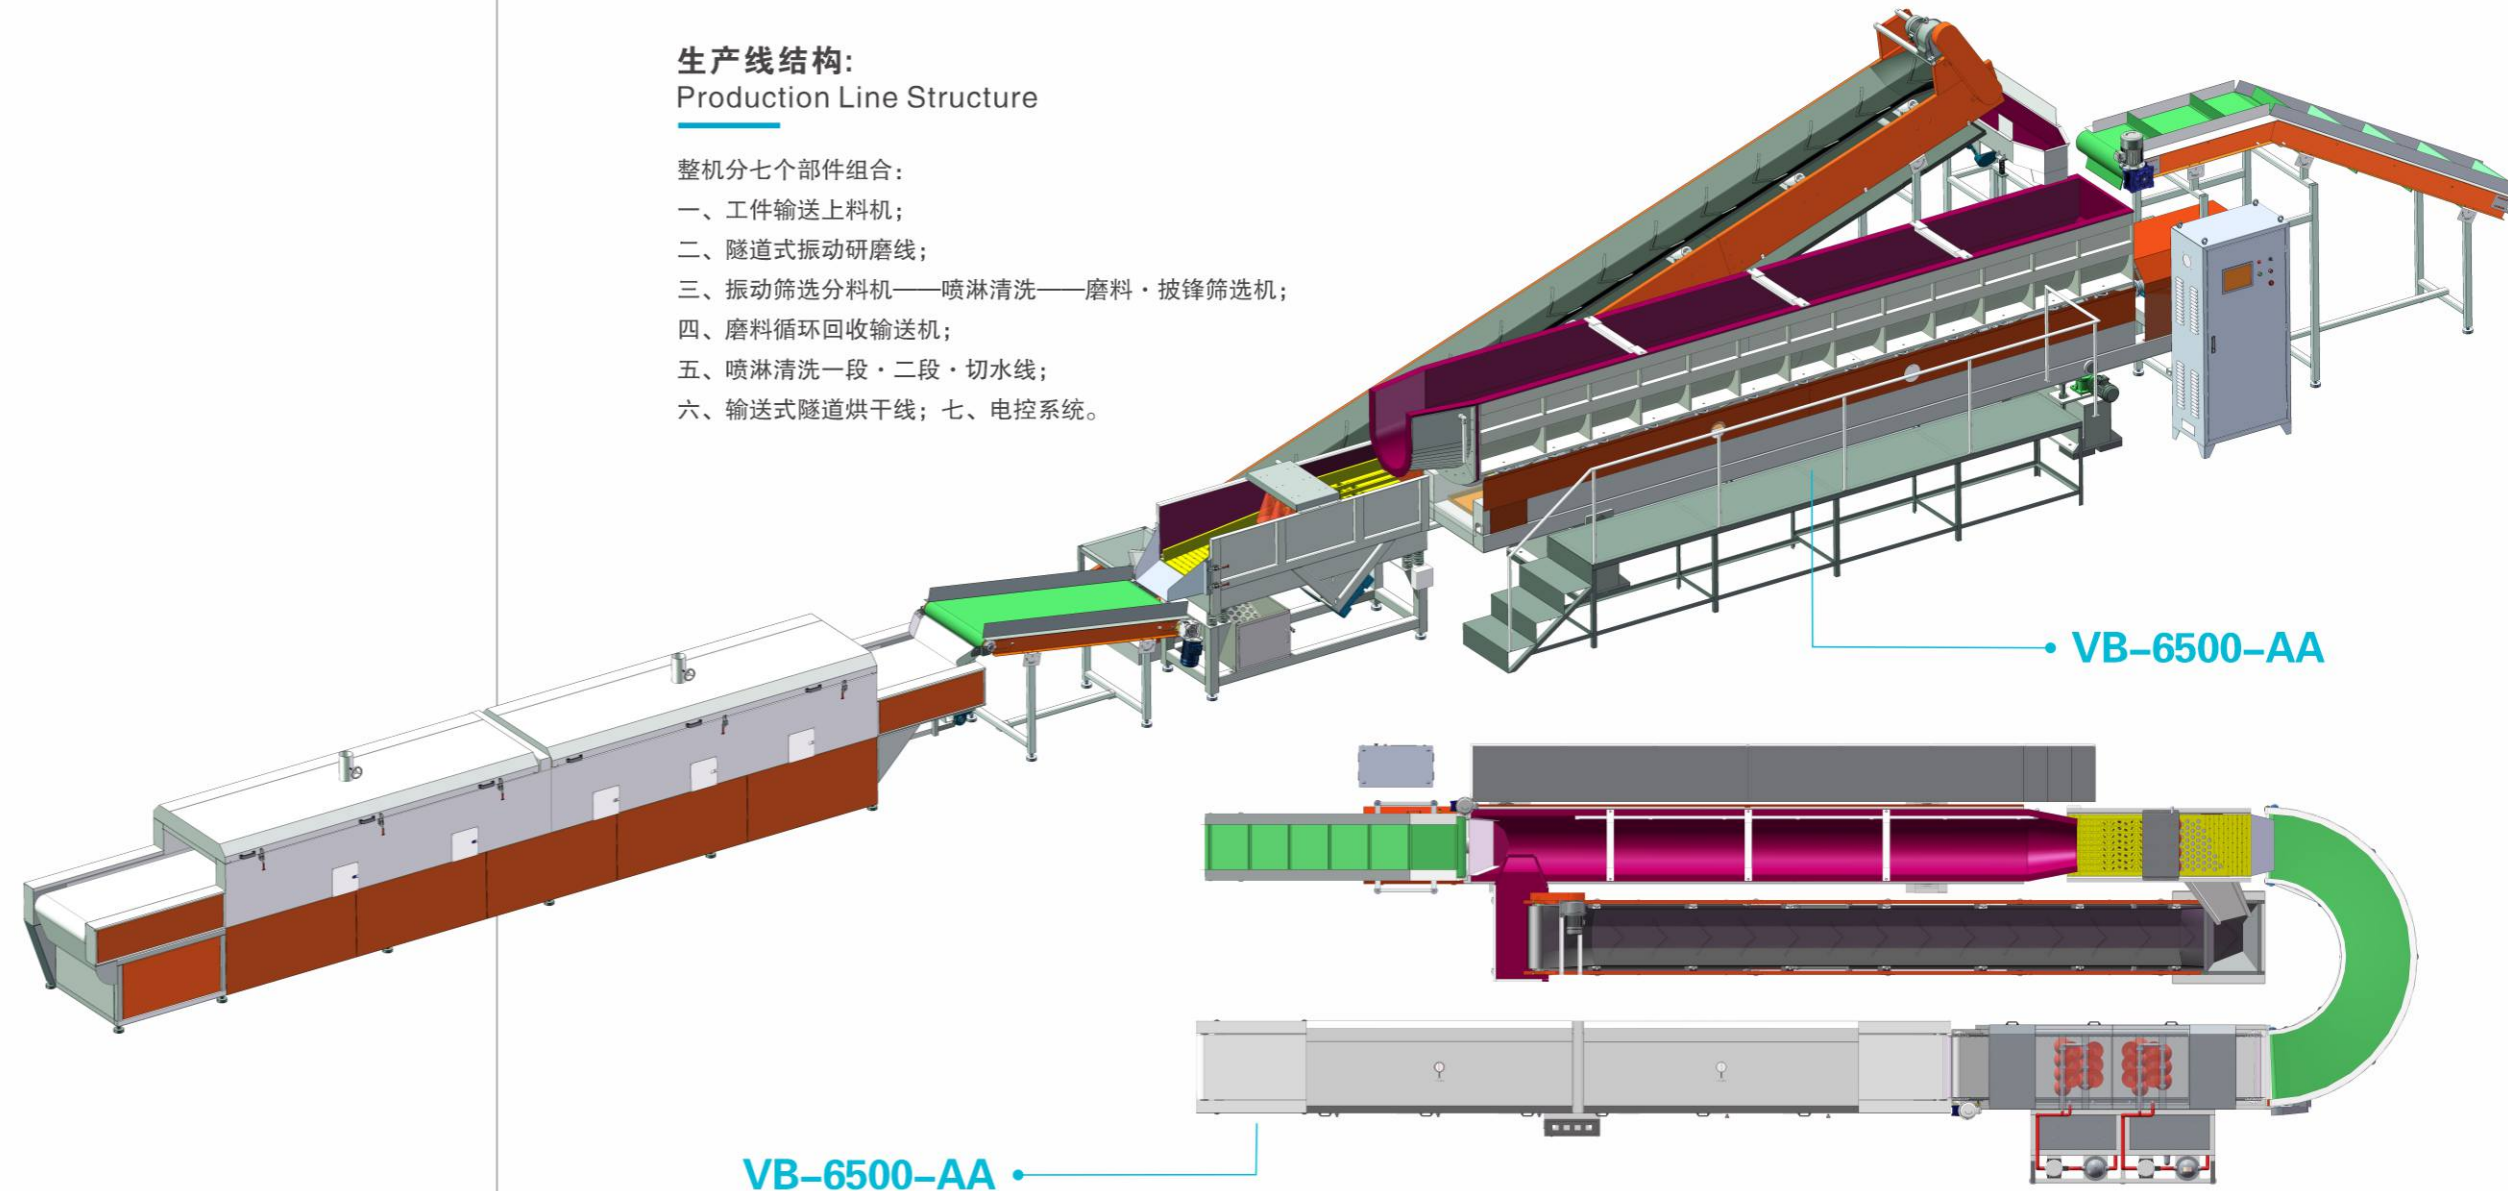 生产线结构:
Production Line Structure
整机分七个部件组合：
一、工件输送上料机；
二、隧道式振动研磨线；
三、振动筛选分料机——喷淋清洗——磨料·披锋筛选机；
四、磨料循环回收输送机；
五、喷淋清洗一段·二段·切水线；
六、输送式隧道烘干线；七、电控系统。
VB–6500–AA
VB–6500–AA